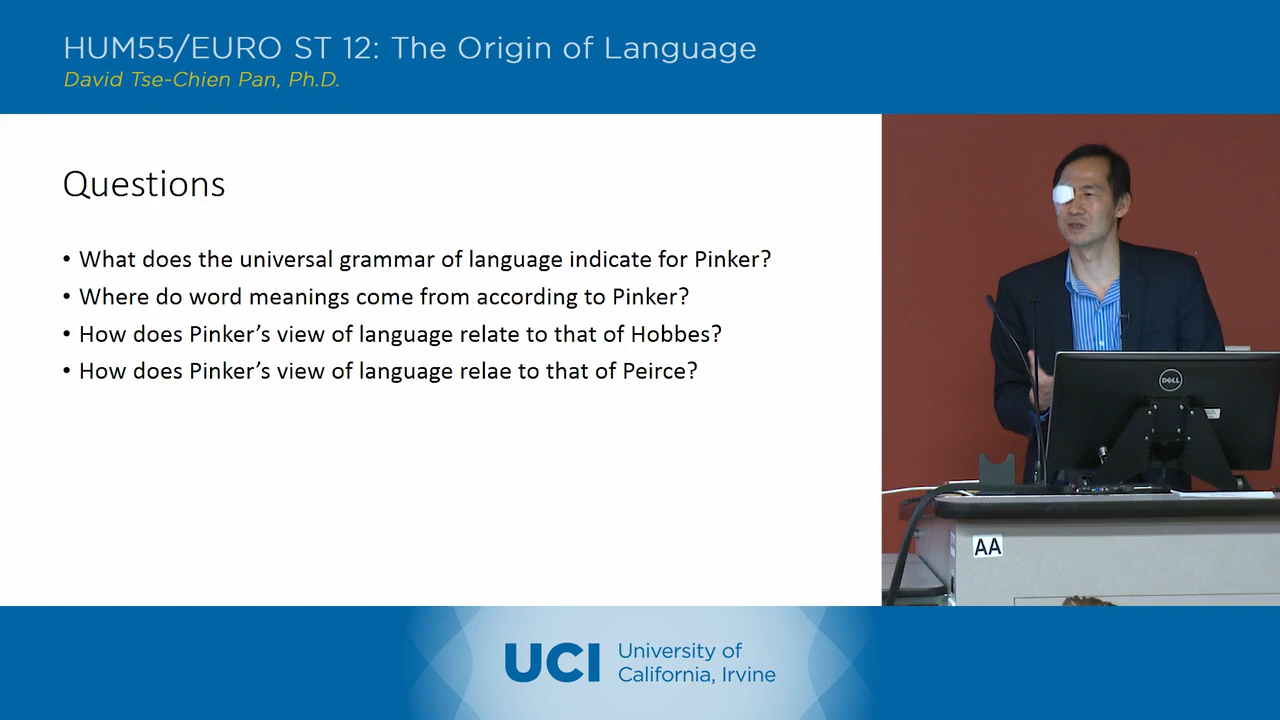 HUM55/EURO ST 12: The Origin of Language
David Tse-Chien Pan, Ph.D.
Questions
• What does the universal grammar of language indicate for Pinker?
• Where do word meanings come from according to Pinker?
• How does Pinker’s view of language relate to that of Hobbes?
• How does Pinker’s view of language relae to that of Peirce?
DELL
AA
UCI University of
California, Irvine